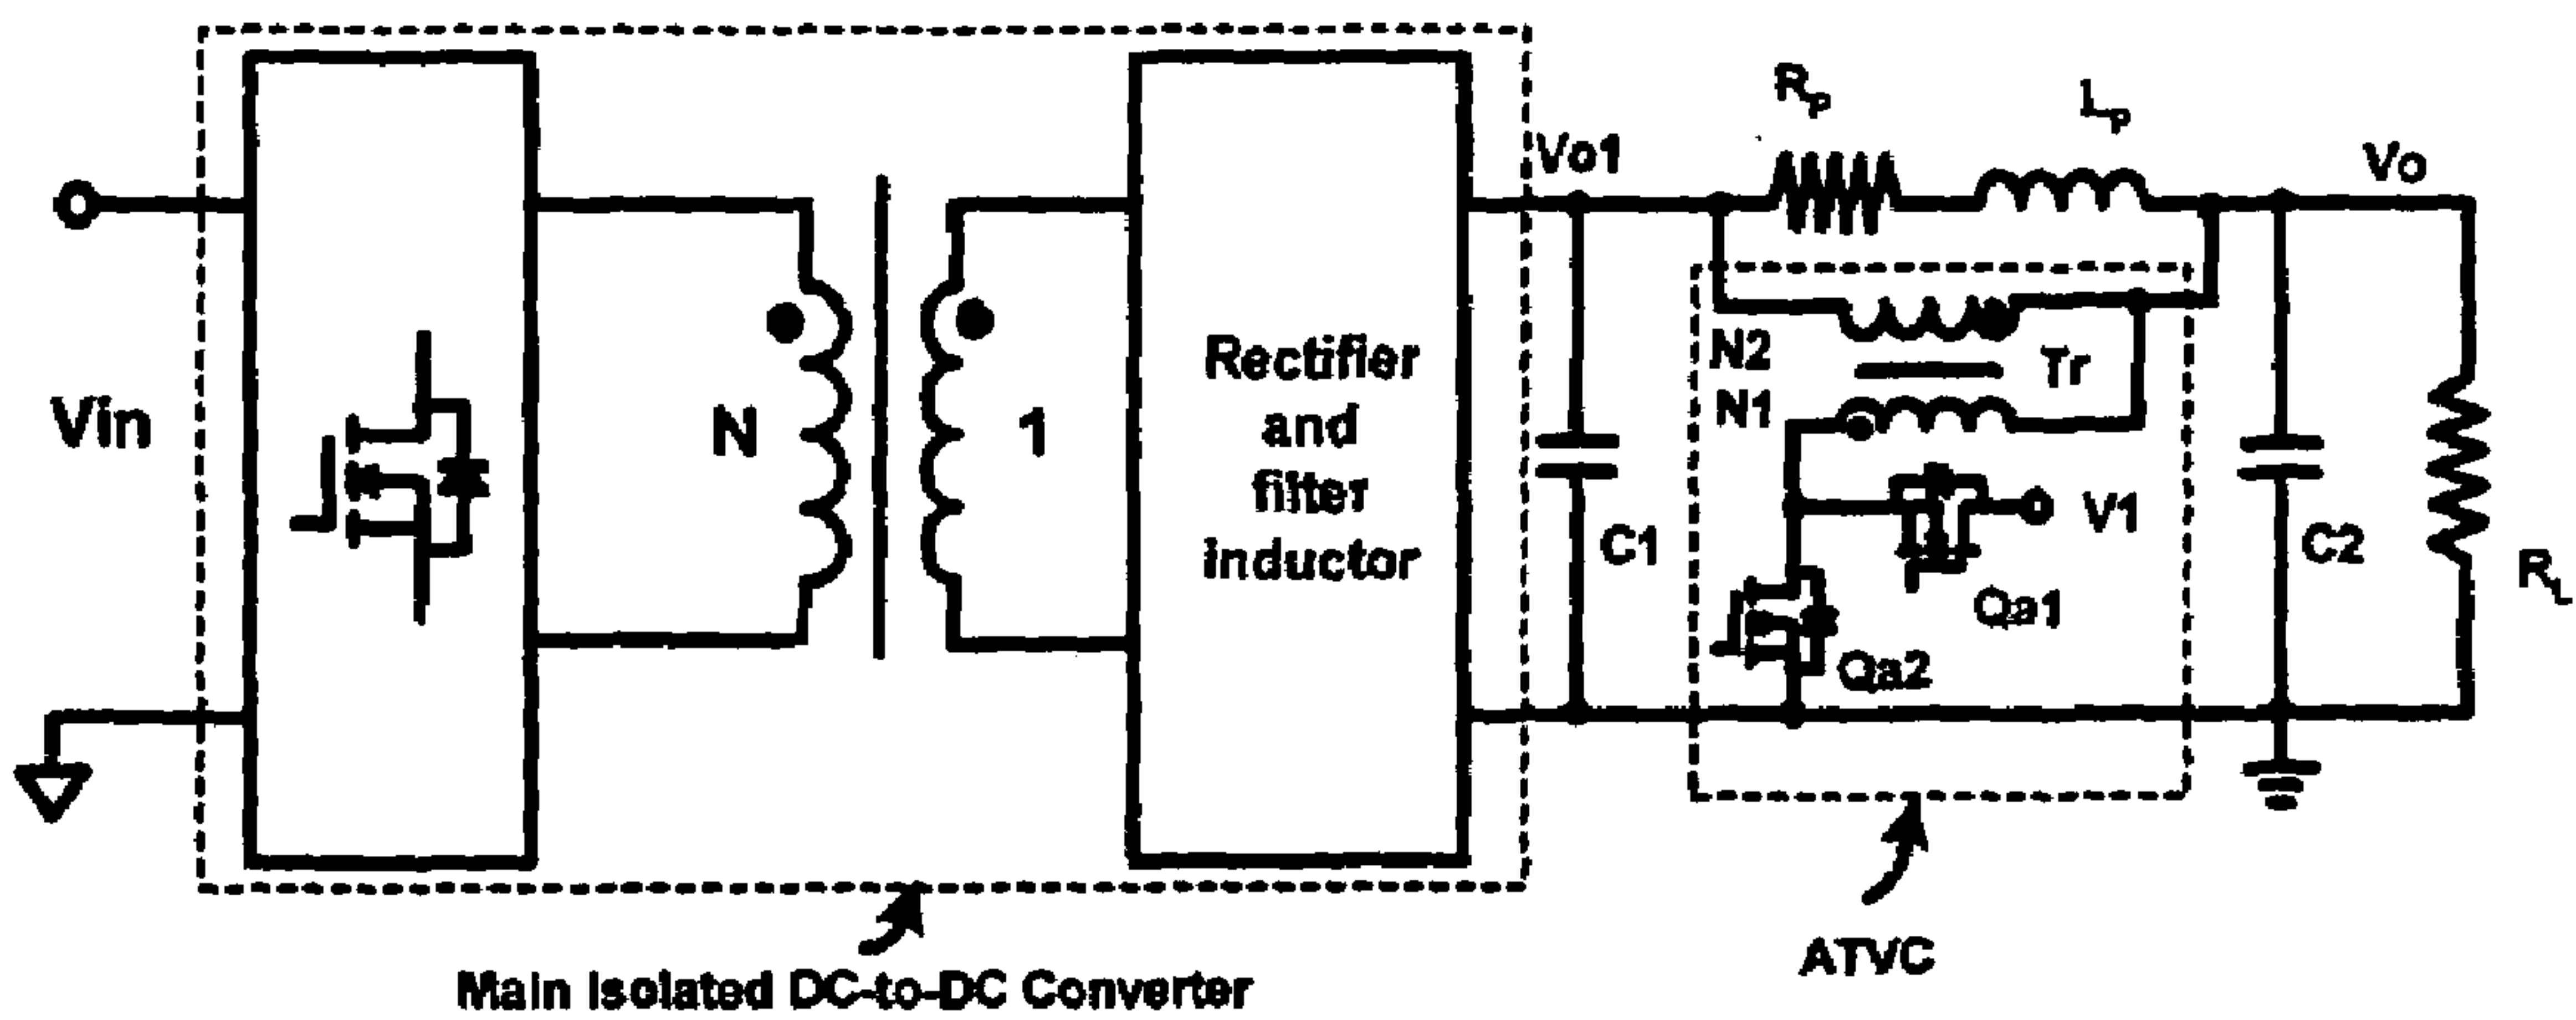 Vin
N
1
Rectifier
and
filter
inductor
Vo1
C1
Rp
Lp
Vo
N2
N1
Tr
V1
Qa1
Qa2
C2
RL
Main Isolated DC-to-DC Converter
ATVC